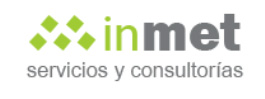 inmet
servicios y consultorías